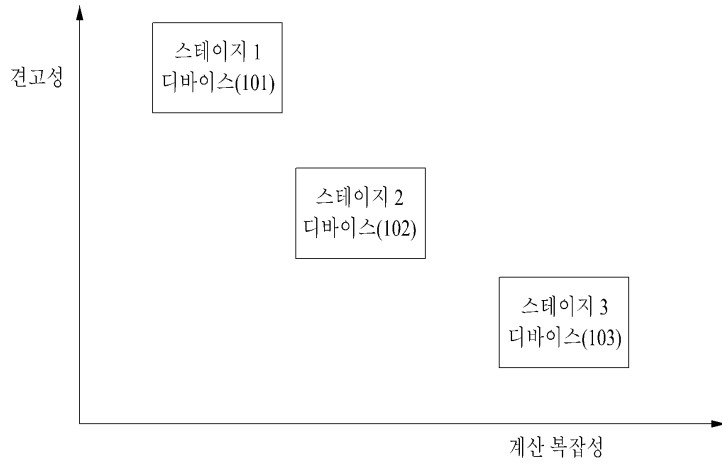 견고성
스테이지 1
디바이스(101)
스테이지 2
디바이스(102)
스테이지 3
디바이스(103)
계산 복잡성